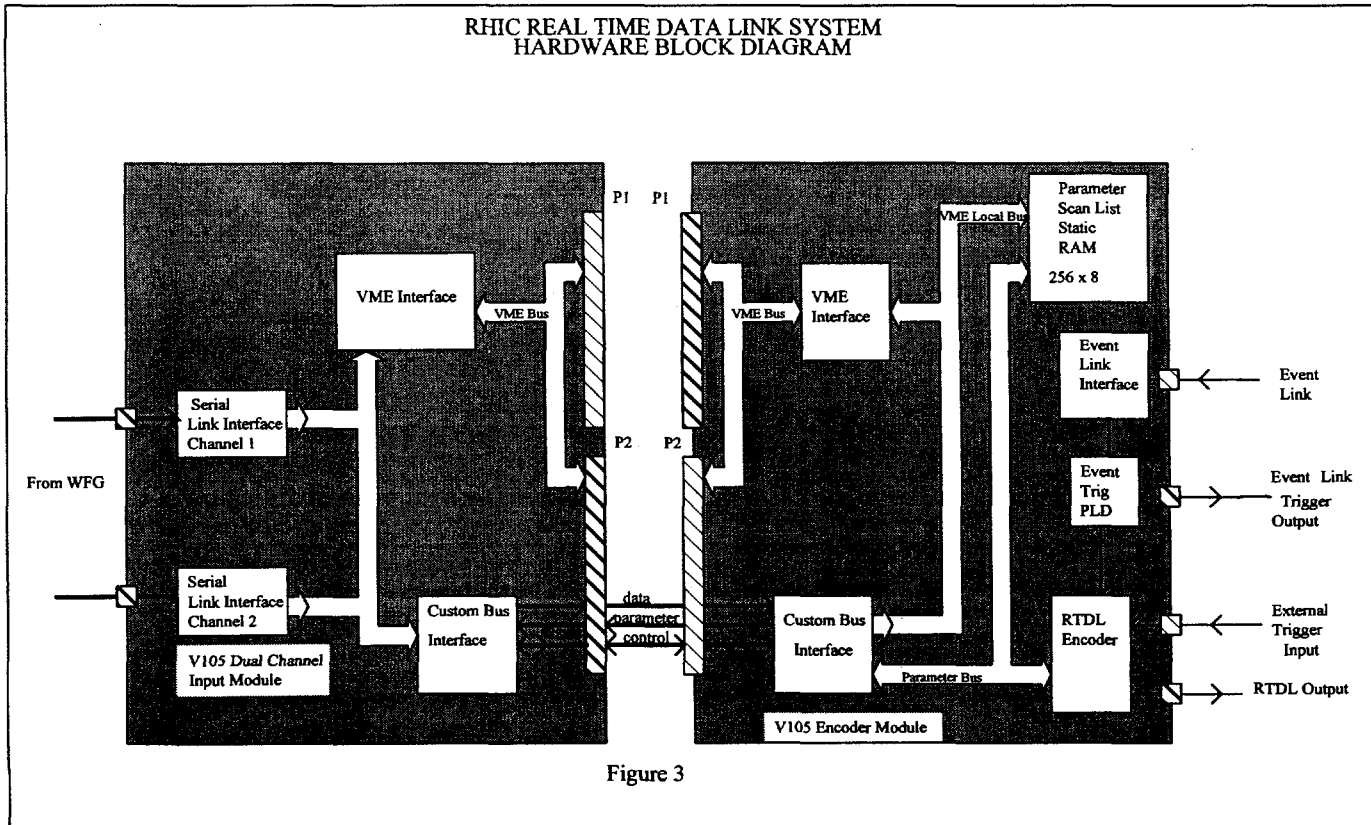 RHIC REAL TIME DATA LINK SYSTEM
HARDWARE BLOCK DIAGRAM
P1 P1
VME Interface
VME Bus
Serial
Link Interface
Channel 1
P2 P2
From WFG
Serial
Link Interface
Channel 2
Custom Bus
Interface
V105 Dual Channel
Input Module
data
parameter
control
VME Bus
VME
Interface
VME Local Bus
Parameter
Scan List
Static
RAM
256 x 8
Event
Link
Interface
Event
Link
Event
Trig
PLD
Event Link
Trigger
Output
Custom Bus
Interface
Parameter Bus
RTDL
Encoder
External
Trigger
Input
RTDL Output
V105 Encoder Module
Figure 3